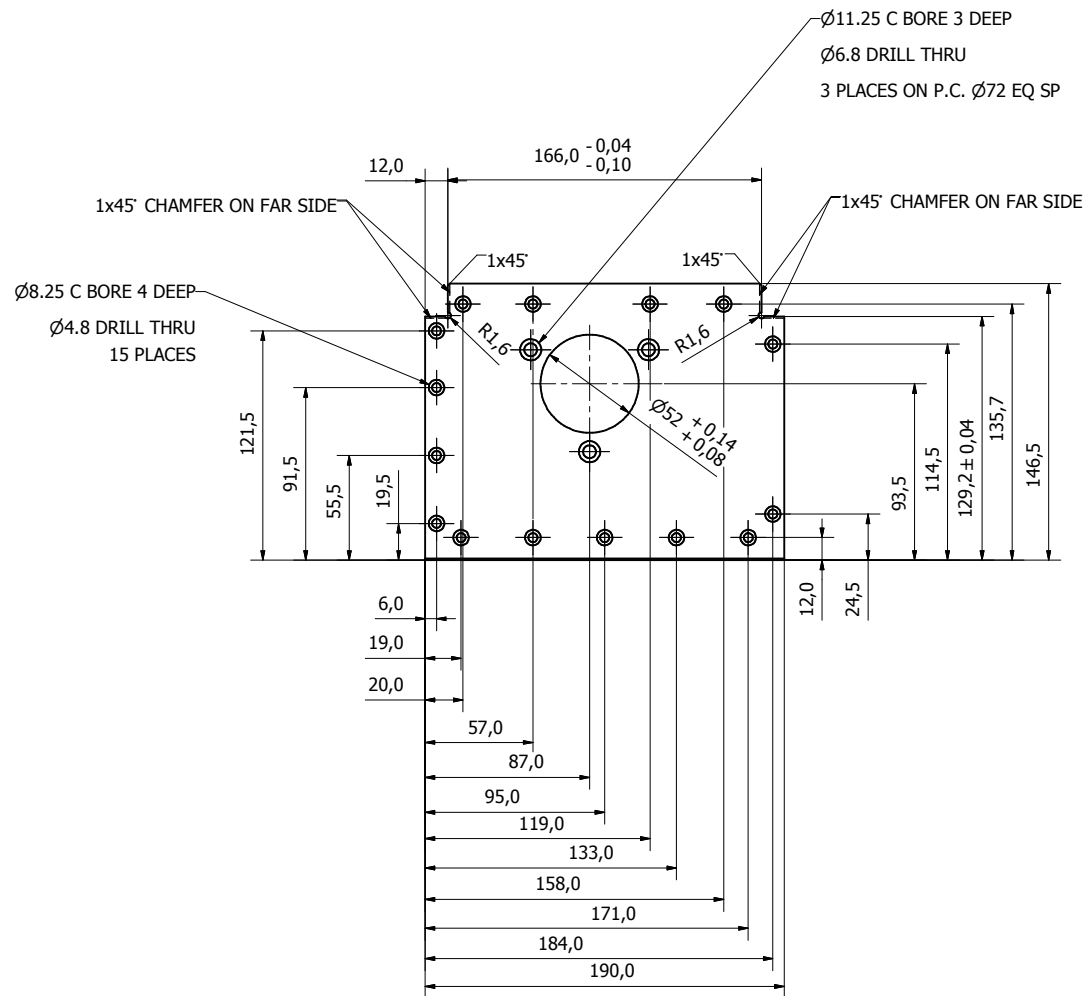 Ø11.25 C BORE 3 DEEP
Ø6.8 DRILL THRU
3 PLACES ON P.C. Ø72 EQ SP
166,0 -0,04
-0,10
12,0
1x45° CHAMFER ON FAR SIDE
1x45° CHAMFER ON FAR SIDE
1x45°
1x45°
Ø8.25 C BORE 4 DEEP
Ø4.8 DRILL THRU
15 PLACES
R1,6
R1,6
Ø52 +0,14
+0,08
121,5
91,5
55,5
19,5
93,5
114,5
129,2±0,04
135,7
146,5
12,0
24,5
6,0
19,0
20,0
57,0
87,0
95,0
119,0
133,0
158,0
171,0
184,0
190,0